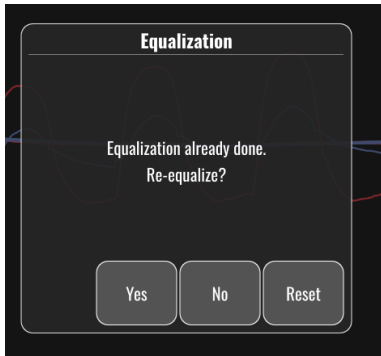 Equalization
Equalization already done.
Re-equalize?
Yes No Reset